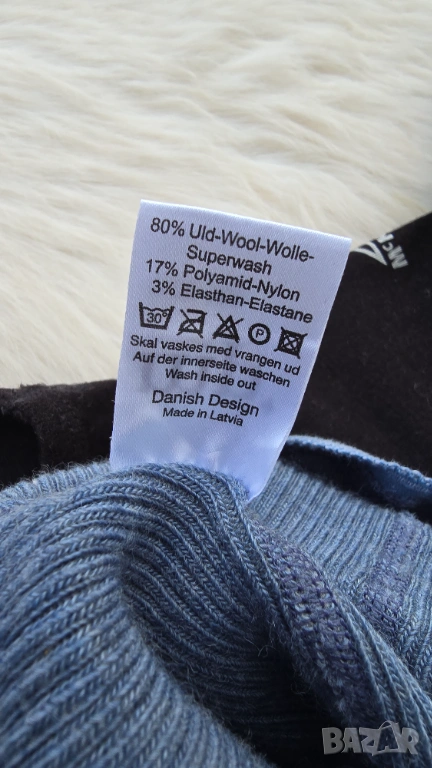 80% Uld-Wool-Wolle-
Superwash
17% Polyamid-Nylon
3% Elasthan-Elastane
30°
P
Skal vaskes med vrangen ud
Auf der innerseite waschen
Wash inside out
Danish Design
Made in Latvia
BAZAR